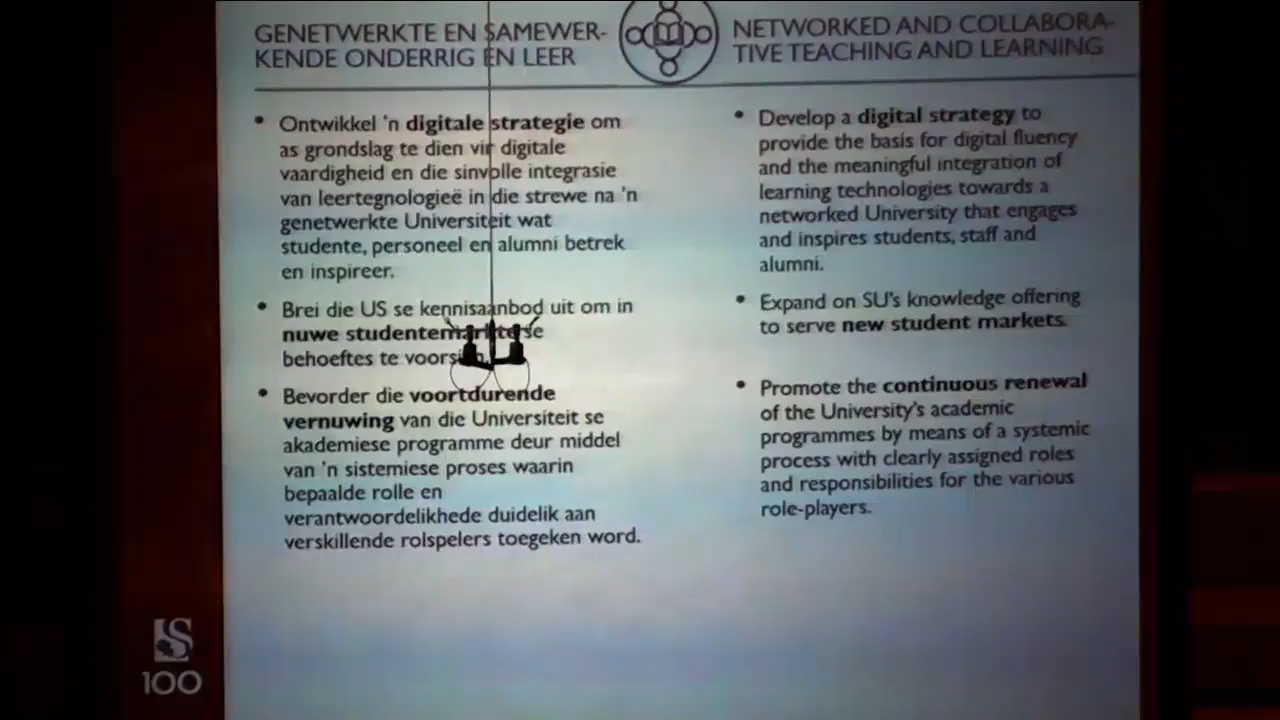 GENETWERKTE EN SAMEWER-
KENDE ONDERRIG EN LEER
• Ontwikkel 'n digitale strategie om
as grondslag te dien vir digitale
vaardigheid en die sinvolle integrasie
van leertegnologieë in die strewe na 'n
genetwerkte Universiteit wat
studente, personeel en alumni betrek
en inspireer.
• Brei die US se kennisaanbod uit om in
nuwe studentemarkte se
behoeftes te voorsien.
• Bevorder die voortdurende
vernuwing van die Universiteit se
akademiese programme deur middel
van 'n sistemiese proses waarin
bepaalde rolle en
verantwoordelikhede duidelik aan
verskillende rolspelers toegeken word.
NETWORKED AND COLLABORA-
TIVE TEACHING AND LEARNING
• Develop a digital strategy to
provide the basis for digital fluency
and the meaningful integration of
learning technologies towards a
networked University that engages
and inspires students, staff and
alumni.
• Expand on SU's knowledge offering
to serve new student markets.
• Promote the continuous renewal
of the University's academic
programmes by means of a systemic
process with clearly assigned roles
and responsibilities for the various
role-players.
S
100